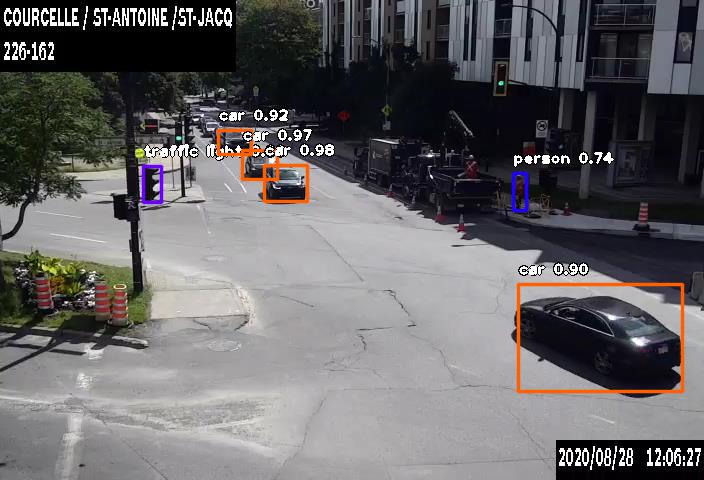 COURCELLE / ST-ANTOINE /ST-JACQ
226-162
car 0.92
car 0.97
car 0.98
traffic light 0.
person 0.74
car 0.90
2020/08/28 12:06:27